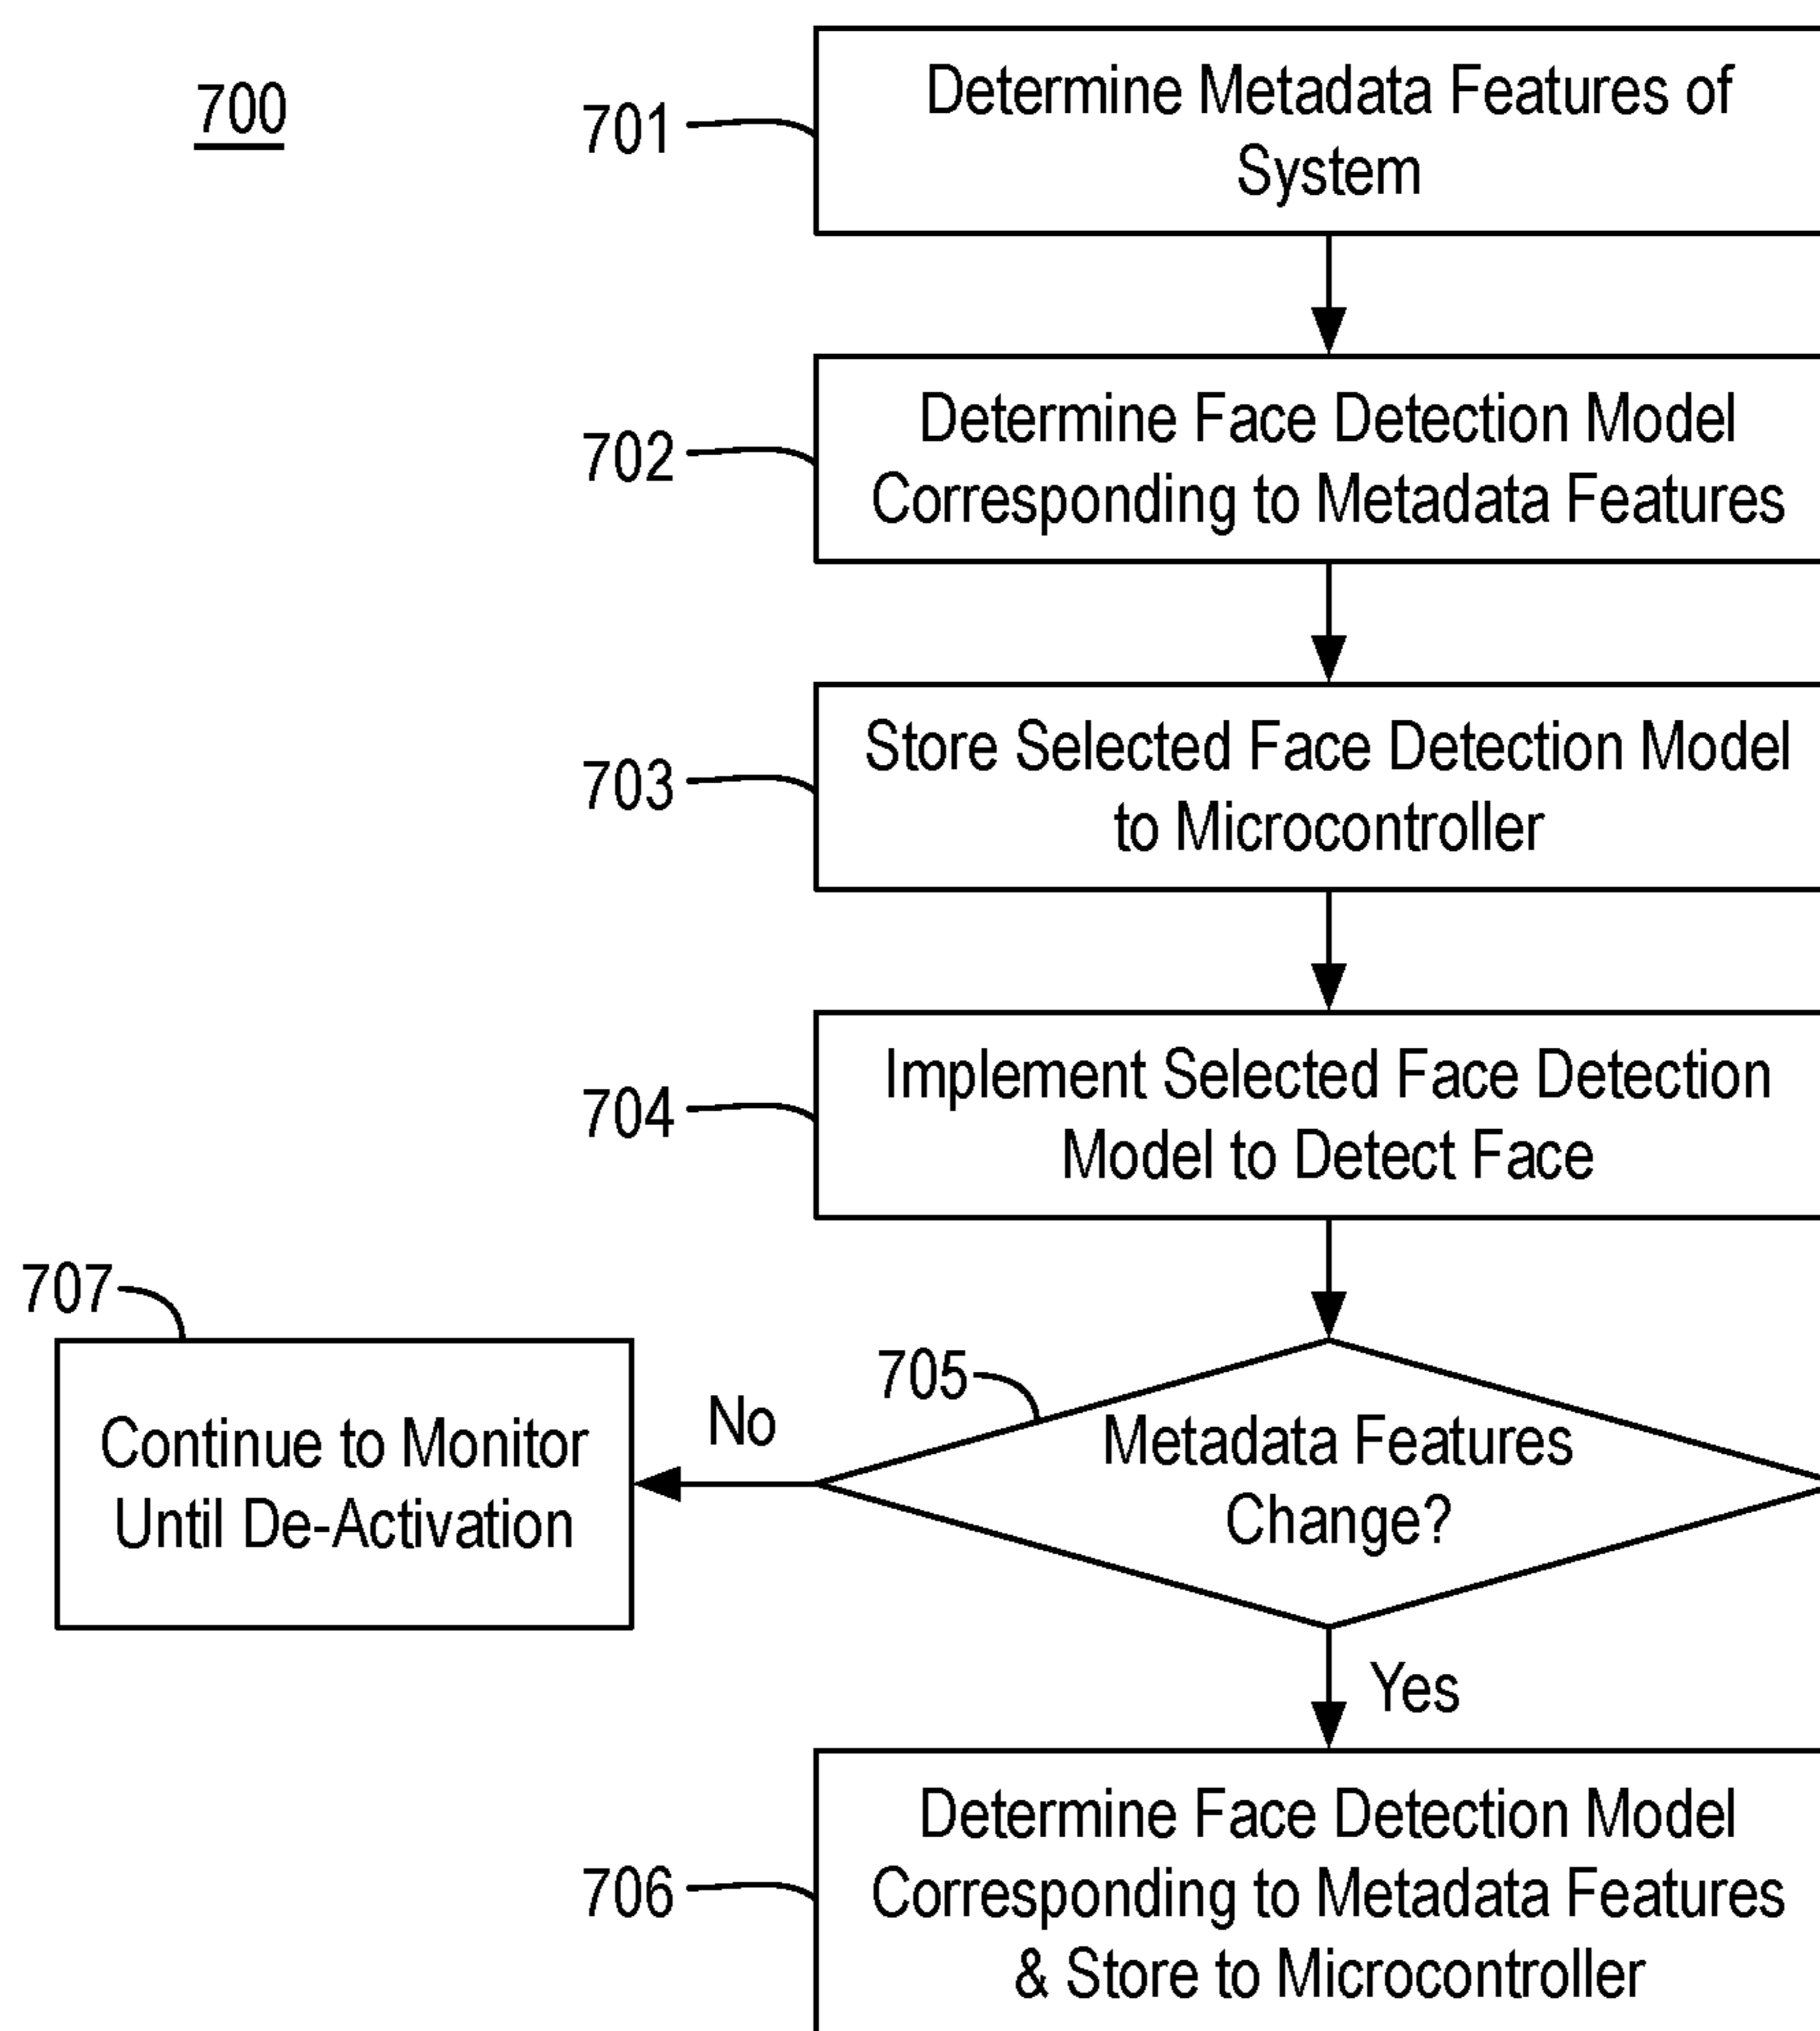 700
701
Determine Metadata Features of
System
702
Determine Face Detection Model
Corresponding to Metadata Features
703
Store Selected Face Detection Model
to Microcontroller
704
Implement Selected Face Detection
Model to Detect Face
707
Continue to Monitor
Until De-Activation
No
705
Metadata Features
Change?
Yes
706
Determine Face Detection Model
Corresponding to Metadata Features
& Store to Microcontroller